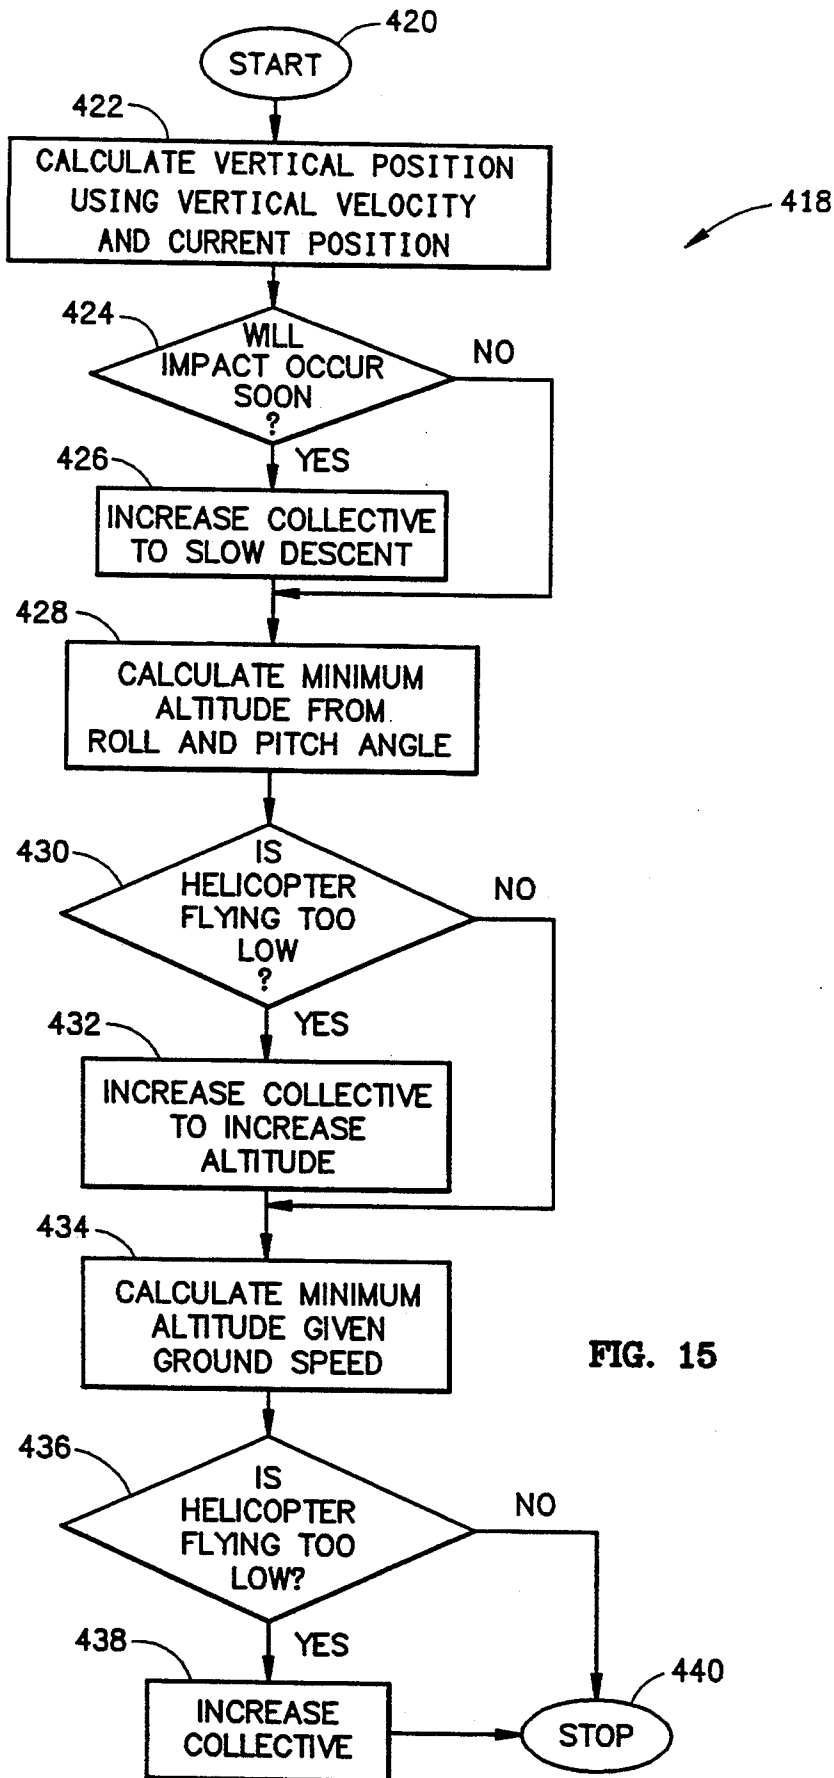 420
START
422
CALCULATE VERTICAL POSITION
USING VERTICAL VELOCITY
AND CURRENT POSITION
418
424
WILL
IMPACT OCCUR
SOON
?
NO
YES
426
INCREASE COLLECTIVE
TO SLOW DESCENT
428
CALCULATE MINIMUM
ALTITUDE FROM
ROLL AND PITCH ANGLE
430
IS
HELICOPTER
FLYING TOO
LOW
?
NO
YES
432
INCREASE COLLECTIVE
TO INCREASE
ALTITUDE
434
CALCULATE MINIMUM
ALTITUDE GIVEN
GROUND SPEED
FIG. 15
436
IS
HELICOPTER
FLYING TOO
LOW?
NO
YES
438
INCREASE
COLLECTIVE
440
STOP